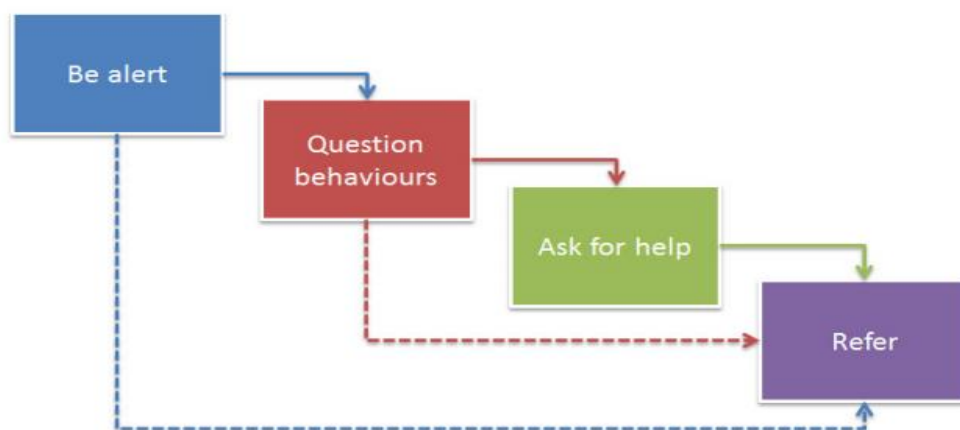 Be alert
Question
behaviours
Ask for help
Refer